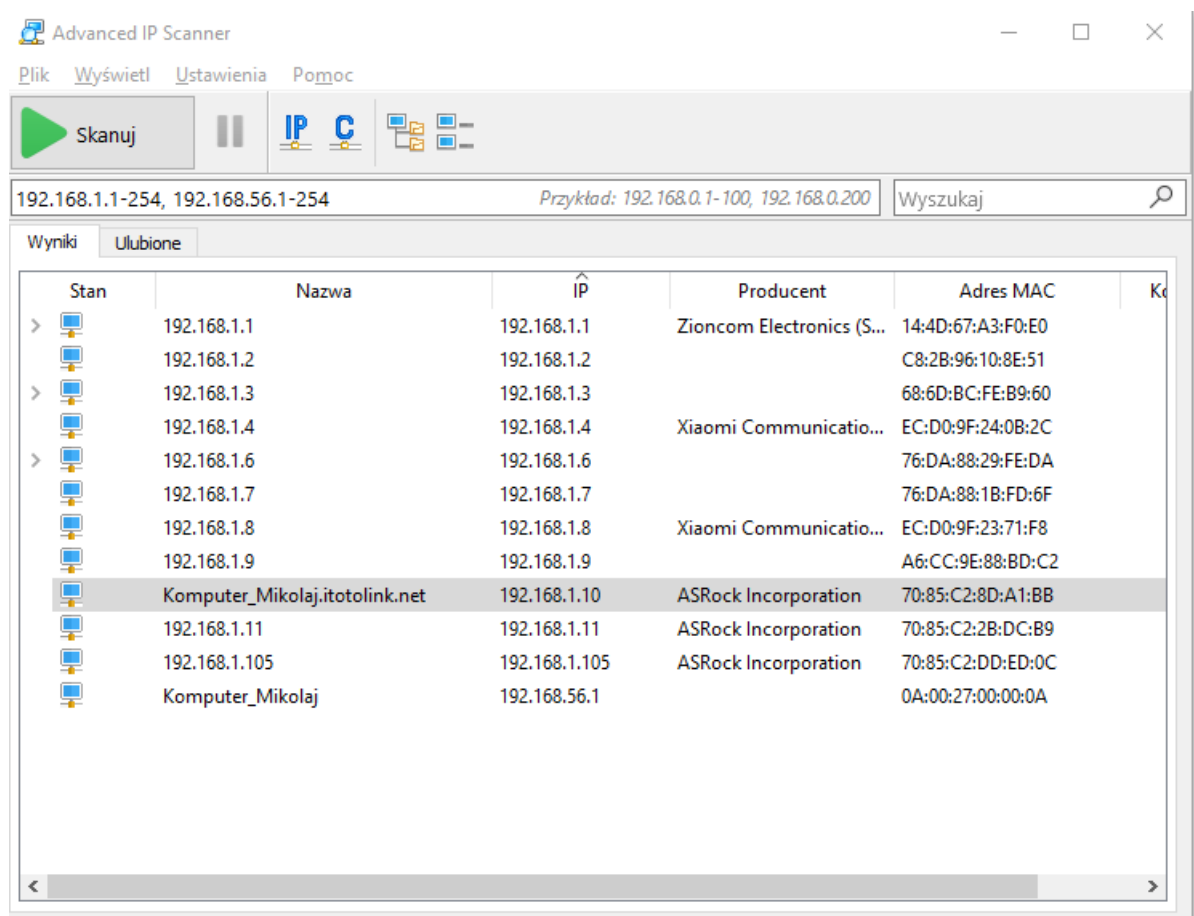 Advanced IP Scanner
Plik Wyświetl Ustawienia Pomoc
Skanuj IP C
192.168.1.1-254, 192.168.56.1-254 Przykład: 192.168.0.1-100, 192.168.0.200 Wyszukaj
Wyniki Ulubione
Stan Nazwa IP Producent Adres MAC Ko
192.168.1.1 192.168.1.1 Zioncom Electronics (S... 14:4D:67:A3:F0:E0
192.168.1.2 192.168.1.2 C8:2B:96:10:8E:51
192.168.1.3 192.168.1.3 68:6D:BC:FE:B9:60
192.168.1.4 192.168.1.4 Xiaomi Communicatio... EC:D0:9F:24:0B:2C
192.168.1.6 192.168.1.6 76:DA:88:29:FE:DA
192.168.1.7 192.168.1.7 76:DA:88:1B:FD:6F
192.168.1.8 192.168.1.8 Xiaomi Communicatio... EC:D0:9F:23:71:F8
192.168.1.9 192.168.1.9 A6:CC:9E:88:BD:C2
Komputer_Mikolaj.itotolink.net 192.168.1.10 ASRock Incorporation 70:85:C2:8D:A1:BB
192.168.1.11 192.168.1.11 ASRock Incorporation 70:85:C2:2B:DC:B9
192.168.1.105 192.168.1.105 ASRock Incorporation 70:85:C2:DD:ED:0C
Komputer_Mikolaj 192.168.56.1 0A:00:27:00:00:0A